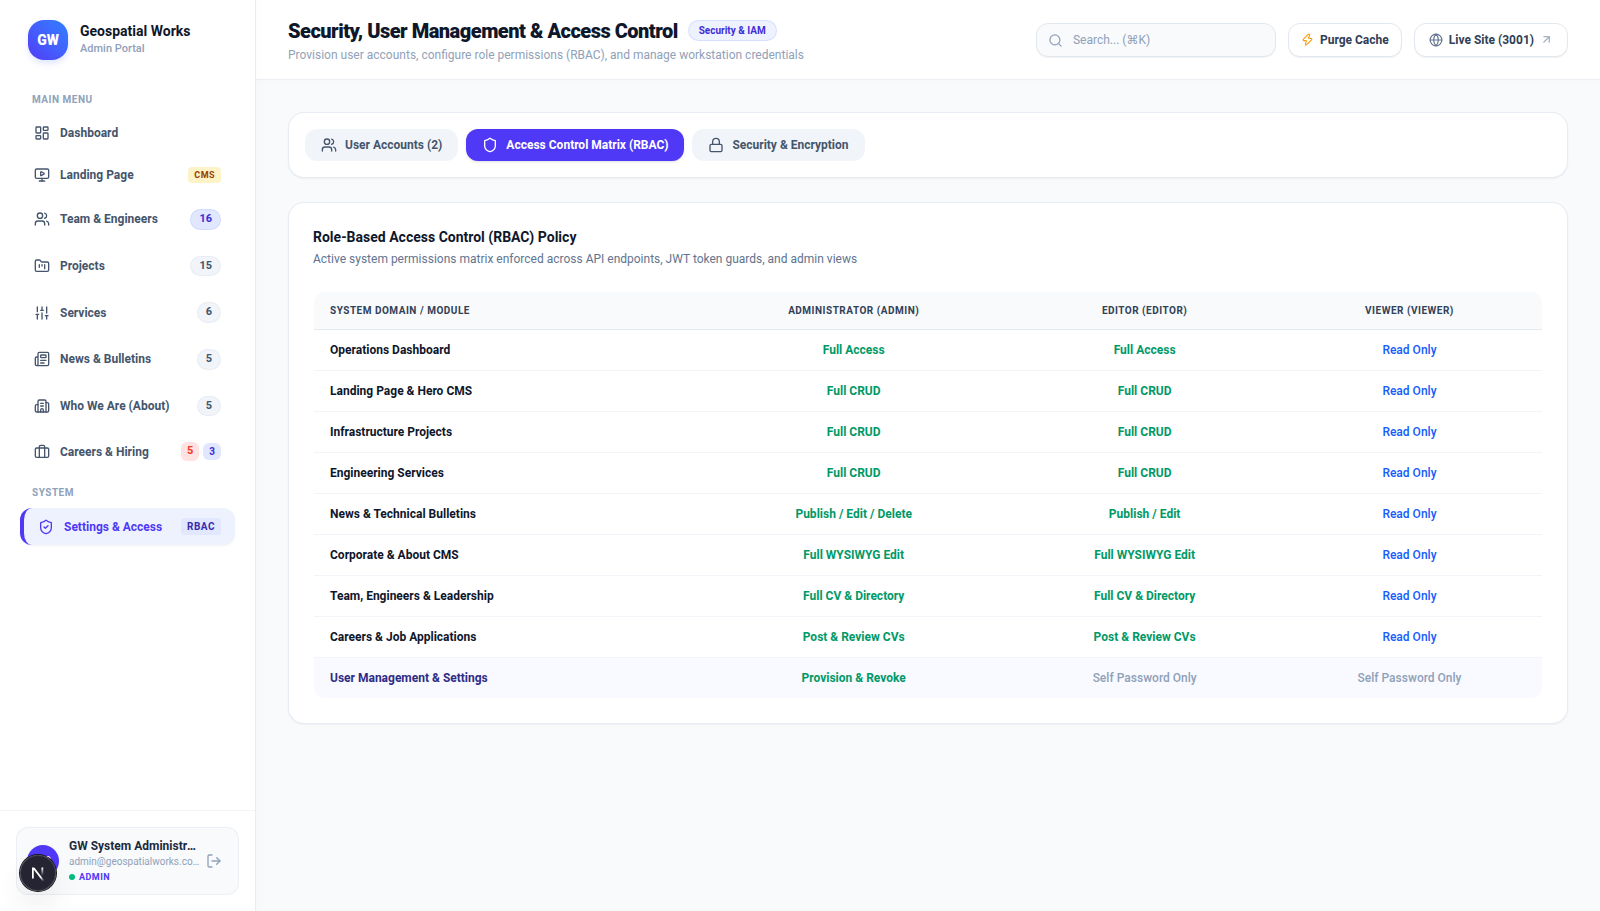 GW
Geospatial Works
Admin Portal
MAIN MENU
Dashboard
Landing Page CMS
Team & Engineers 16
Projects 15
Services 6
News & Bulletins 5
Who We Are (About) 5
Careers & Hiring 5 3
SYSTEM
Settings & Access RBAC
GW System Administr...
admin@geospatialworks.co...
ADMIN
N
Security, User Management & Access Control Security & IAM
Provision user accounts, configure role permissions (RBAC), and manage workstation credentials
Search... (⌘K)
Purge Cache
Live Site (3001)
User Accounts (2) Access Control Matrix (RBAC) Security & Encryption
Role-Based Access Control (RBAC) Policy
Active system permissions matrix enforced across API endpoints, JWT token guards, and admin views
SYSTEM DOMAIN / MODULE ADMINISTRATOR (ADMIN) EDITOR (EDITOR) VIEWER (VIEWER)
Operations Dashboard Full Access Full Access Read Only
Landing Page & Hero CMS Full CRUD Full CRUD Read Only
Infrastructure Projects Full CRUD Full CRUD Read Only
Engineering Services Full CRUD Full CRUD Read Only
News & Technical Bulletins Publish / Edit / Delete Publish / Edit Read Only
Corporate & About CMS Full WYSIWYG Edit Full WYSIWYG Edit Read Only
Team, Engineers & Leadership Full CV & Directory Full CV & Directory Read Only
Careers & Job Applications Post & Review CVs Post & Review CVs Read Only
User Management & Settings Provision & Revoke Self Password Only Self Password Only